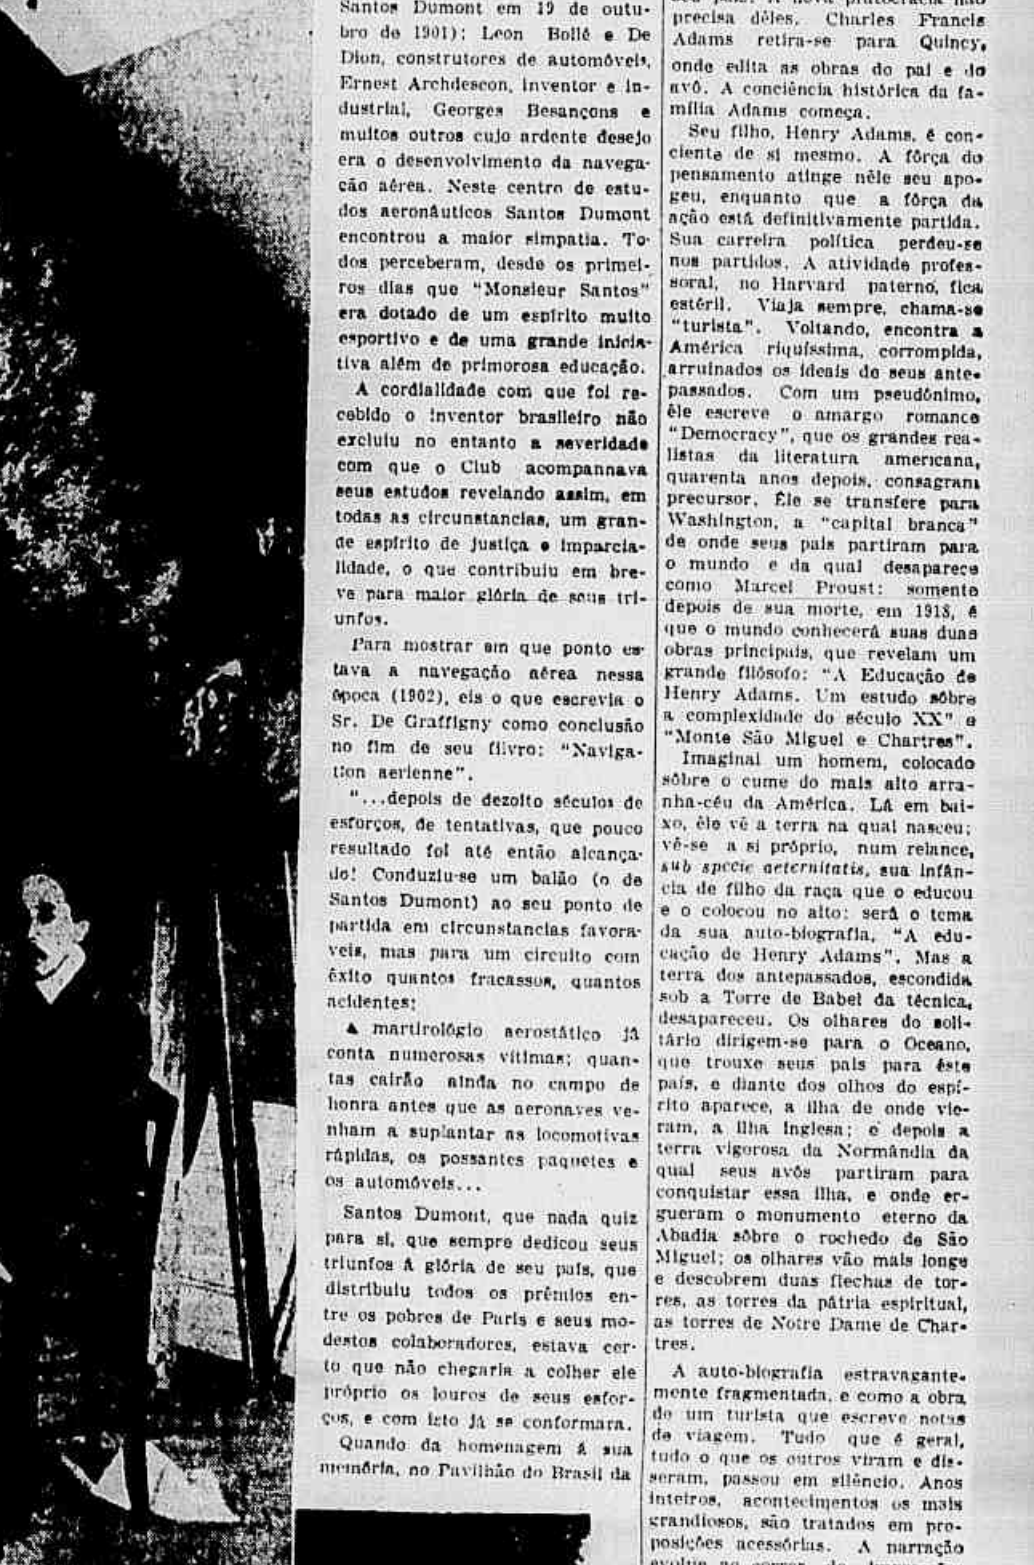 Santos Dumont em 19 de outu-
bro de 1901); Leon Bollé e De
Dion, construtores de automóveis,
Ernest Archdescon, inventor e in-
dustrial, Georges Besançons e
muitos outros cujo ardente desejo
era o desenvolvimento da navega-
ção aérea. Neste centro de estu-
dos aeronâuticos Santos Dumont
encontrou a maior simpatia. To-
dos perceberam, desde os primei-
ros dias que "Monsieur Santos"
era dotado de um espírito muito
esportivo e de uma grande inicia-
tiva além de primorosa educação.
A cordialidade com que foi re-
cebido o inventor brasileiro não
excluiu no entanto a severidade
com que o Club acompannava
seus estudos revelando assim, em
todas as circunstancias, um gran-
de espírito de justiça e imparcia-
lidade, o que contribuiu em bre-
ve para maior glória de seus tri-
unfos.
Para mostrar em que ponto es-
tava a navegação aérea nessa
época (1902), eis o que escrevia o
Sr. De Graffigny como conclusão
no fim de seu flivro: "Naviga-
tion aerienne".
"...depois de dezoito séculos de
esforços, de tentativas, que pouco
resultado foi até então alcança-
do! Conduziu-se um balão (o de
Santos Dumont) ao seu ponto de
partida em circunstancias favora-
veis, mas para um circuito com
êxito quantos fracassos, quantos
acidentes;
A martirológio aerostático já
conta numerosas vítimas; quan-
tas cairão ainda no campo de
honra antes que as aeronaves ve-
nham a suplantar as locomotivas
rápidas, os possantes paquetes e
os automóveis...
Santos Dumont, que nada quiz
para si, que sempre dedicou seus
triunfos á glória de seu país, que
distribuiu todos os prêmios en-
tre os pobres de Paris e seus mo-
destos colaboradores, estava cer-
to que não chegaria a colher ele
próprio os louros de seus esfor-
ços, e com isto já se conformara.
Quando da homenagem á sua
memória, no Pavilhão do Brasil da
precisa dêles. Charles Francis
Adams retira-se para Quincy,
onde edita as obras do pai e do
avô. A conciência histórica da fa-
mília Adams começa.
Seu filho, Henry Adams, é con-
ciente de si mesmo. A fôrça do
pensamento atinge nêle seu apo-
geu, enquanto que a fôrça da
ação está definitivamente partida.
Sua carreira política perdeu-se
nos partidos. A atividade profes-
soral, no Harvard paterno, fica
estéril. Viaja sempre, chama-se
"turista". Voltando, encontra a
América riquíssima, corrompida,
arruinados os ideais de seus ante-
passados. Com um pseudônimo,
êle escreve o amargo romance
"Democracy", que os grandes rea-
listas da literatura americana,
quarenta anos depois, consagram
precursor. Êle se transfere para
Washington, a "capital branca"
de onde seus pais partiram para
o mundo e da qual desaparece
como Marcel Proust: somente
depois de sua morte, em 1918, é
que o mundo conhecerá suas duas
obras principais, que revelam um
grande filósofo: "A Educação de
Henry Adams. Um estudo sôbre
a complexidade do século XX" e
"Monte São Miguel e Chartres".
Imaginai um homem, colocado
sôbre o cume do mais alto arra-
nha-céu da América. Lá em bai-
xo, êle vê a terra na qual nasceu;
vê-se a si próprio, num relance,
sub specie aeternitatis, sua infân-
cia de filho da raça que o educou
e o colocou no alto: será o tema
da sua auto-biografia, "A edu-
cação de Henry Adams". Mas a
terra dos antepassados, escondida
sob a Torre de Babel da técnica,
desapareceu. Os olhares do soli-
tário dirigem-se para o Oceano,
que trouxe seus pais para êste
país, e diante dos olhos do espí-
rito aparece, a ilha de onde vie-
ram, a ilha inglesa; e depois a
terra vigorosa da Normândia da
qual seus avós partiram para
conquistar essa ilha, e onde er-
gueram o monumento eterno da
Abadia sôbre o rochedo de São
Miguel; os olhares vão mais longe
e descobrem duas flechas de tor-
res, as torres da pátria espiritual,
as torres de Notre Dame de Char-
tres.
A auto-biografia estravagante-
mente fragmentada, e como a obra
de um turista que escreve notas
de viagem. Tudo que é geral,
tudo o que os outros viram e dis-
seram, passou em silêncio. Anos
inteiros, acontecimentos os mais
grandiosos, são tratados em pro-
posições acessórias. A narração